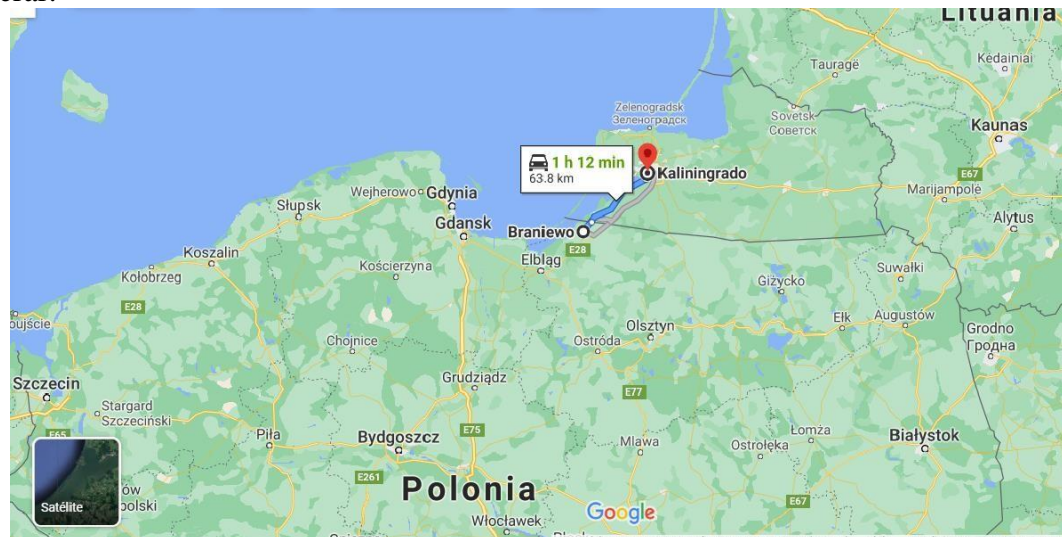 Lituania
Kėdainiai
Tauragė
Zelenogradsk
Зеленоградск
Sovetsk
Советск
Kaunas
1 h 12 min
63.8 km
Kaliningrado
E67
Marijampolė
Wejherowo
Gdynia
Słupsk
Gdansk
Braniewo
Alytus
E28
Koszalin
Elbląg
Kościerzyna
Suwałki
Kołobrzeg
Giżycko
E28
Ełk
Augustów
Olsztyn
Grodno
Гродна
Chojnice
Ostróda
Szczecin
Grudziądz
E77
Stargard
Szczeciński
E65
Piła
E75
Bydgoszcz
Mlawa
Ostrołęka
Łomża
Białystok
E261
Polonia
E67
Satélite
Google
Włocławek